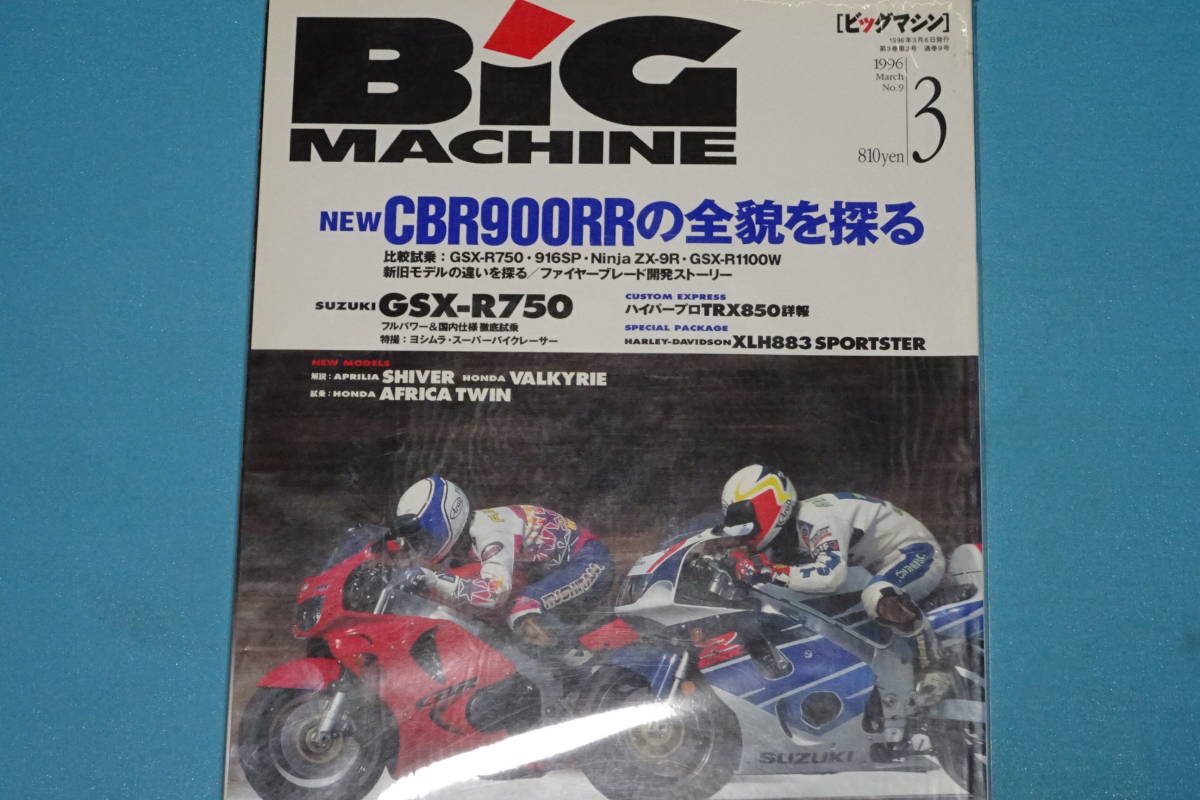 BiG
MACHINE
[ビッグマシン]
1996年3月6日発行
第3巻第2号 通巻9号
1996
March
No.9
3
810yen
NEW CBR900RRの全貌を探る
比較試乗：GSX-R750・916SP・Ninja ZX-9R・GSX-R1100W
新旧モデルの違いを探る／ファイヤーブレード開発ストーリー
SUZUKI GSX-R750
フルパワー＆国内仕様 徹底試乗
特撮：ヨシムラ・スーパーバイクレーサー
CUSTOM EXPRESS
ハイパープロTRX850詳報
SPECIAL PACKAGE
HARLEY-DAVIDSON XLH883 SPORTSTER
NEW MODELS
解説：APRILIA SHIVER HONDA VALKYRIE
試乗：HONDA AFRICA TWIN
Arai
KUSHITANI
R
SUZUKI